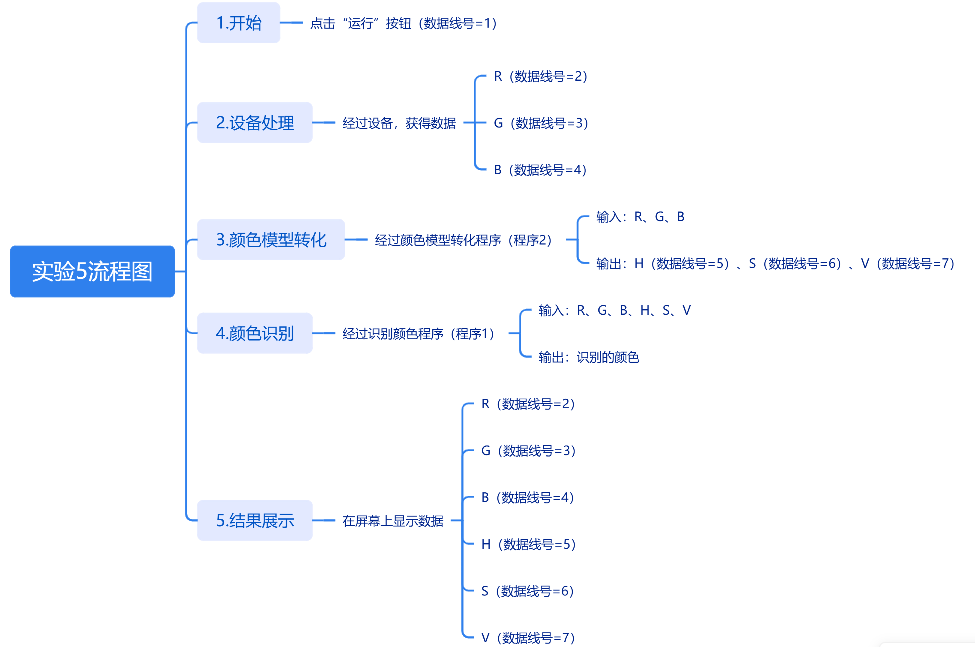 实验5流程图
1.开始
点击“运行”按钮（数据线号=1）
2.设备处理
经过设备，获得数据
R（数据线号=2）
G（数据线号=3）
B（数据线号=4）
3.颜色模型转化
经过颜色模型转化程序（程序2）
输入：R、G、B
输出：H（数据线号=5）、S（数据线号=6）、V（数据线号=7）
4.颜色识别
经过识别颜色程序（程序1）
输入：R、G、B、H、S、V
输出：识别的颜色
5.结果展示
在屏幕上显示数据
R（数据线号=2）
G（数据线号=3）
B（数据线号=4）
H（数据线号=5）
S（数据线号=6）
V（数据线号=7）